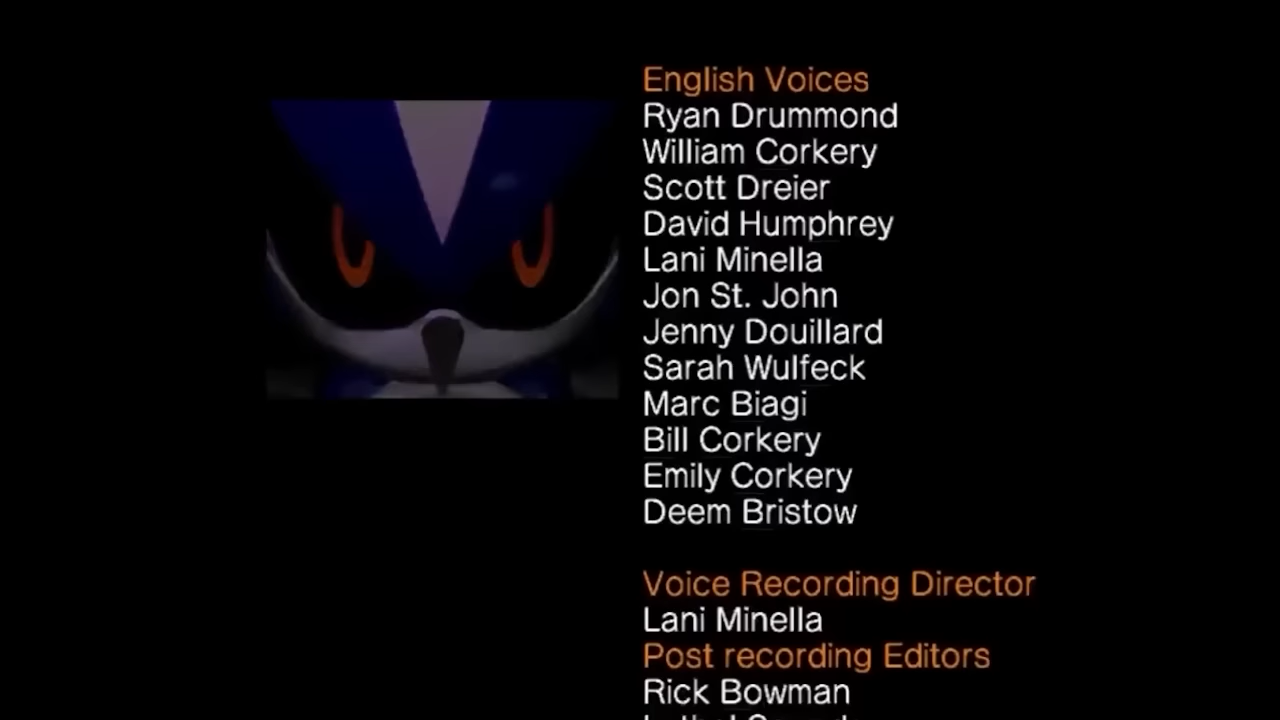 English Voices
Ryan Drummond
William Corkery
Scott Dreier
David Humphrey
Lani Minella
Jon St. John
Jenny Douillard
Sarah Wulfeck
Marc Biagi
Bill Corkery
Emily Corkery
Deem Bristow
Voice Recording Director
Lani Minella
Post recording Editors
Rick Bowman